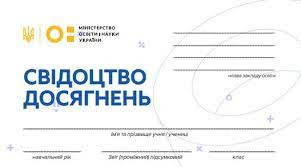 МІНІСТЕРСТВО
ОСВІТИ І НАУКИ
УКРАЇНИ
назва закладу освіти
СВІДОЦТВО
ДОСЯГНЕНЬ
ім'я та прізвище учня / учениці
навчальний рік
Звіт (проміжний) підсумковий
клас